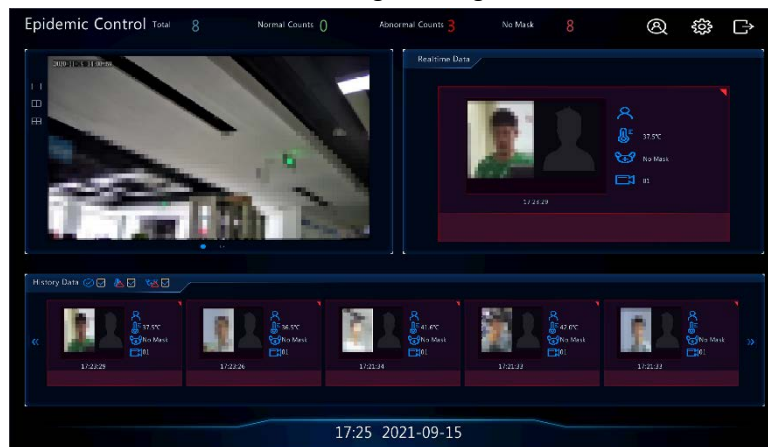 Epidemic Control Total 8 Normal Counts 0 Abnormal Counts 3 No Mask 8
Realtime Data
37.5℃
No Mask
01
17:23:29
History Data
37.5℃
No Mask
01
17:23:29
36.5℃
No Mask
01
17:23:26
41.6℃
No Mask
01
17:21:34
42.0℃
No Mask
01
17:21:33
No Mask
01
17:21:33
17:25 2021-09-15